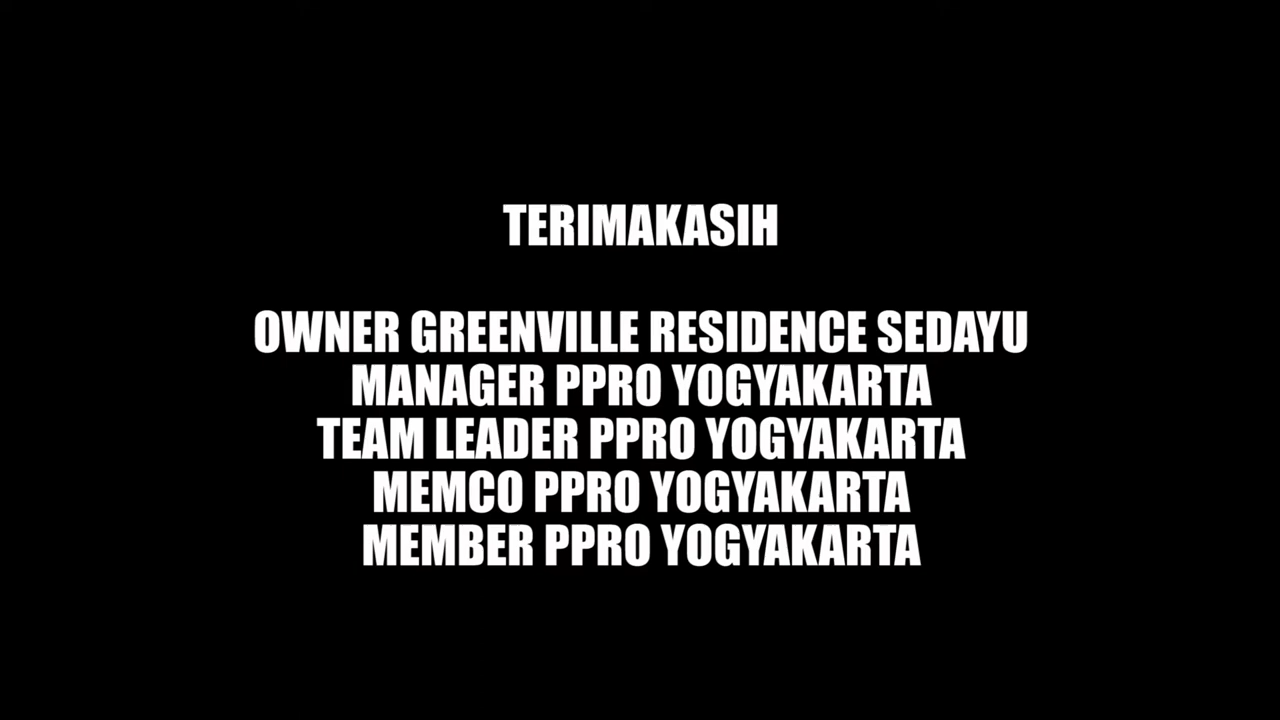 TERIMAKASIH
OWNER GREENVILLE RESIDENCE SEDAYU
MANAGER PPRO YOGYAKARTA
TEAM LEADER PPRO YOGYAKARTA
MEMCO PPRO YOGYAKARTA
MEMBER PPRO YOGYAKARTA